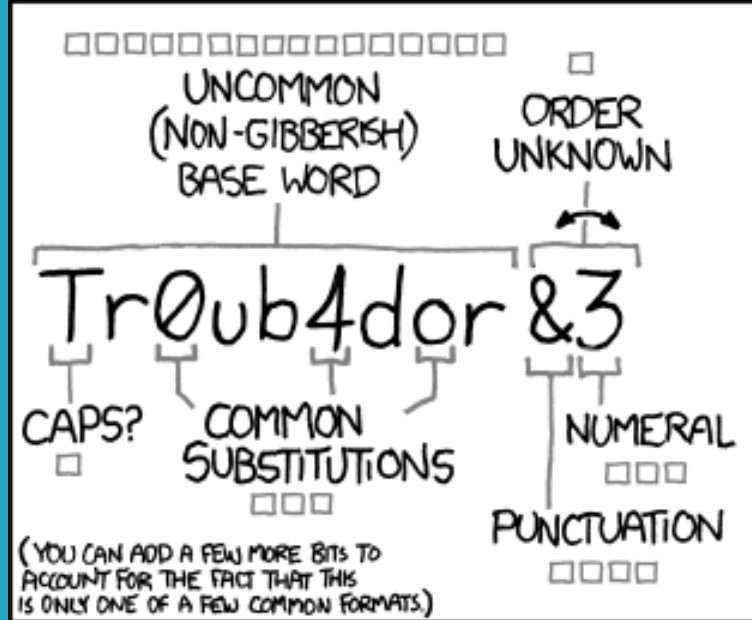 UNCOMMON
(NON-GIBBERISH)
BASE WORD
ORDER
UNKNOWN
Tr0ub4dor &3
CAPS?
COMMON
SUBSTITUTIONS
NUMERAL
PUNCTUATION
(YOU CAN ADD A FEW MORE BITS TO
ACCOUNT FOR THE FACT THAT THIS
IS ONLY ONE OF A FEW COMMON FORMATS.)